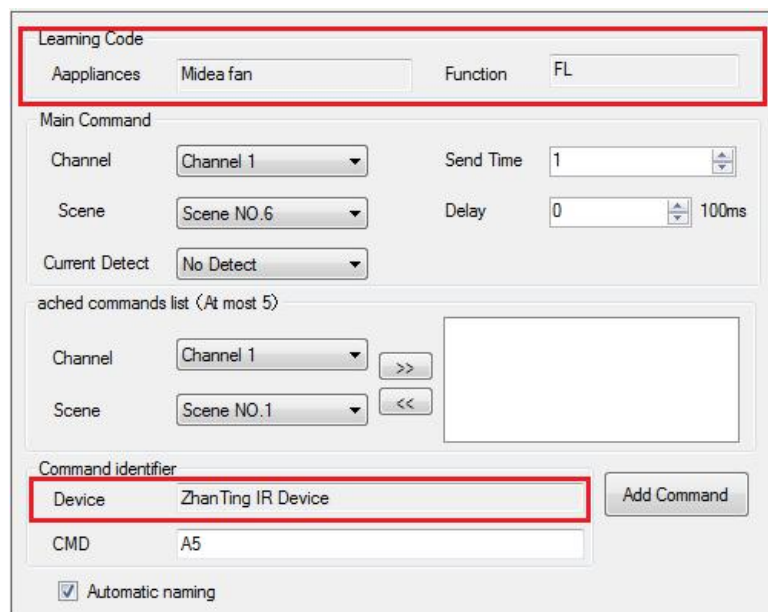 Learning Code
Aappliances Midea fan Function FL
Main Command
Channel Channel 1 Send Time 1
Scene Scene NO.6 Delay 0 100ms
Current Detect No Detect
ached commands list (At most 5)
Channel Channel 1 >>
Scene Scene NO.1 <<
Command identifier
Device ZhanTing IR Device Add Command
CMD A5
Automatic naming